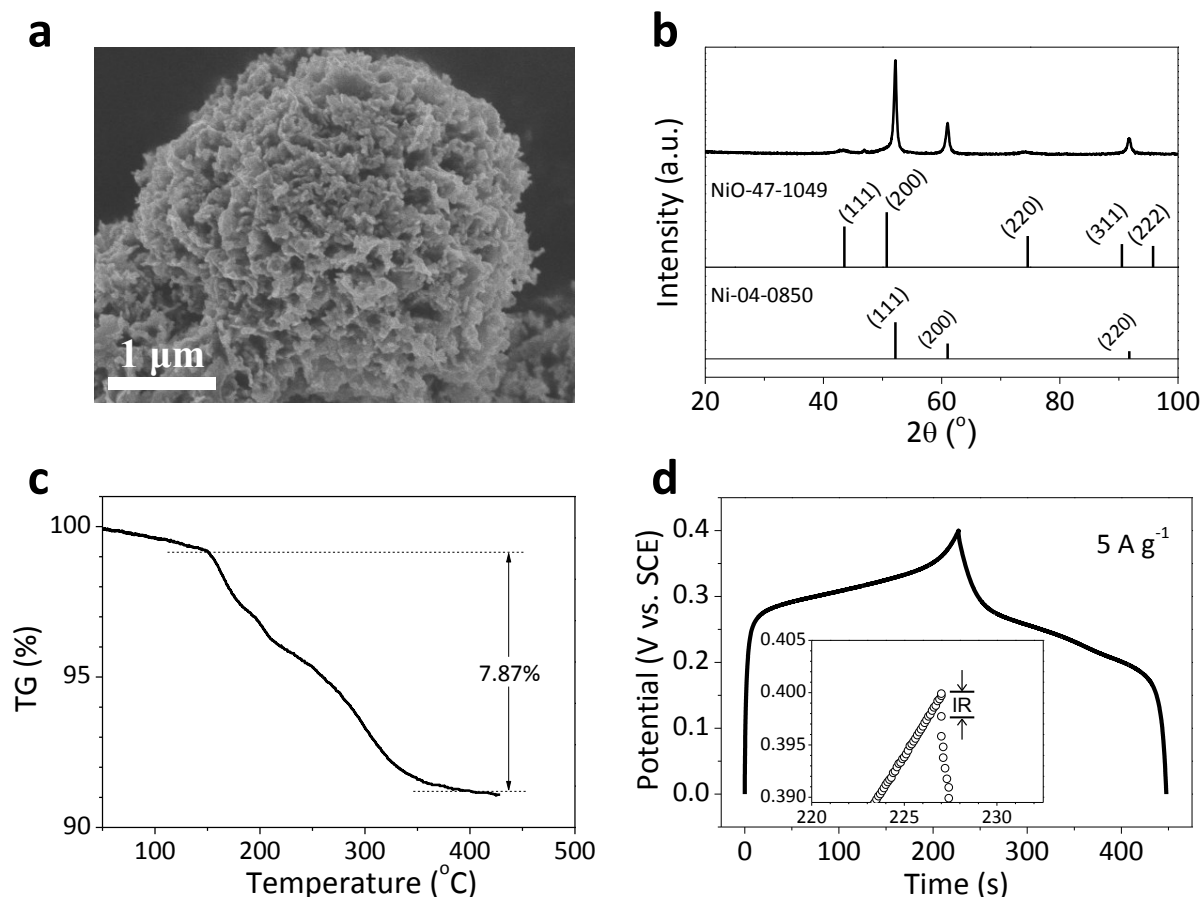 a
1 μm
b
Intensity (a.u.)
NiO-47-1049
(111)
(200)
(220)
(311)
(222)
Ni-04-0850
(111)
(200)
(220)
20
40
60
80
100
2θ (°)
c
TG (%)
100
95
90
7.87%
100
200
300
400
500
Temperature (°C)
d
Potential (V vs. SCE)
0.4
0.3
0.2
0.1
0.0
5 A g⁻¹
0.405
0.400
0.395
0.390
IR
220
225
230
0
100
200
300
400
Time (s)